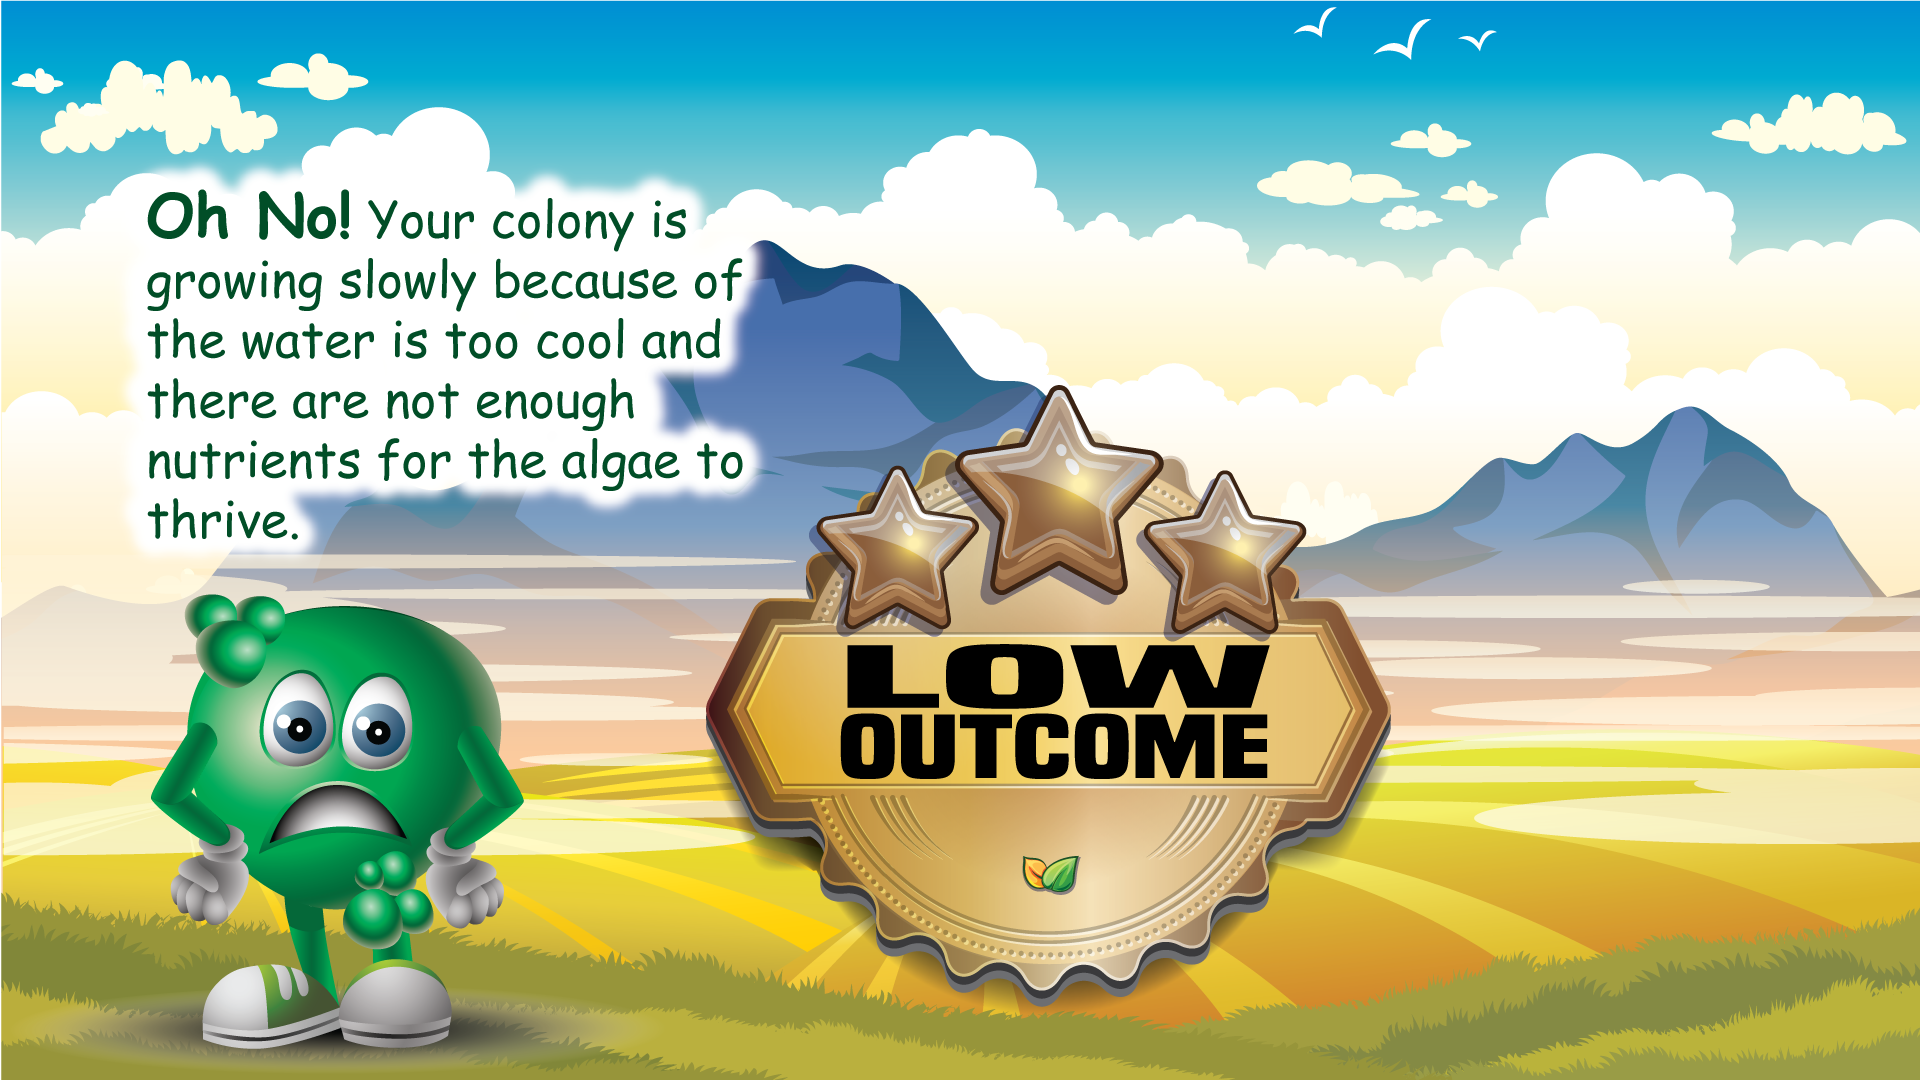 Oh No! Your colony is
growing slowly because of
the water is too cool and
there are not enough
nutrients for the algae to
thrive.
LOW
OUTCOME